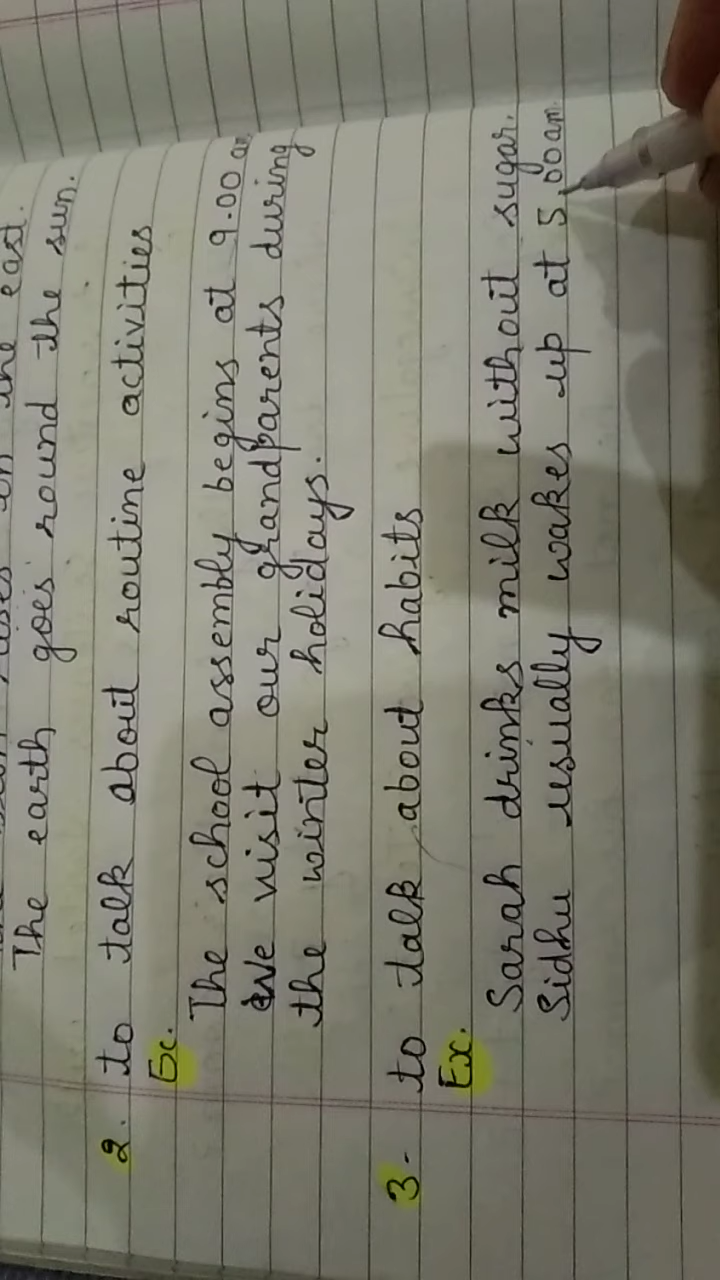 the east.
The earth goes round the sun.
2. to talk about routine activities
Ex.
The school assembly begins at 9.00 am
We visit our grandparents during
the winter holidays.
3- to talk about habits
Ex.
Sarah drinks milk without sugar.
Sidhu usually wakes up at 5.00 am.